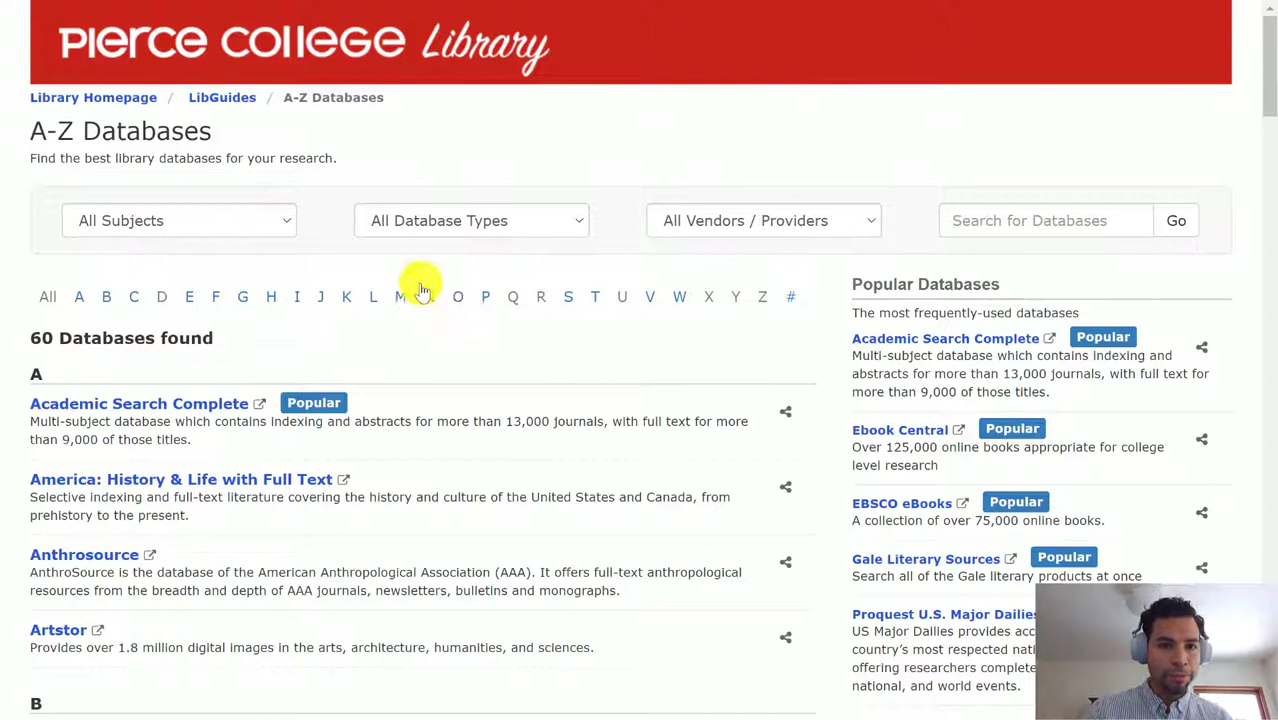 PIERCE COLLEGE Library
Library Homepage / LibGuides / A-Z Databases
A-Z Databases
Find the best library databases for your research.
All Subjects
All Database Types
All Vendors / Providers
Search for Databases
Go
All A B C D E F G H I J K L M O P Q R S T U V W X Y Z #
60 Databases found
A
Academic Search Complete Popular
Multi-subject database which contains indexing and abstracts for more than 13,000 journals, with full text for more
than 9,000 of those titles.
America: History & Life with Full Text
Selective indexing and full-text literature covering the history and culture of the United States and Canada, from
prehistory to the present.
Anthrosource
AnthroSource is the database of the American Anthropological Association (AAA). It offers full-text anthropological
resources from the breadth and depth of AAA journals, newsletters, bulletins and monographs.
Artstor
Provides over 1.8 million digital images in the arts, architecture, humanities, and sciences.
B
Popular Databases
The most frequently-used databases
Academic Search Complete Popular
Multi-subject database which contains indexing and
abstracts for more than 13,000 journals, with full text for
more than 9,000 of those titles.
Ebook Central Popular
Over 125,000 online books appropriate for college
level research
EBSCO eBooks Popular
A collection of over 75,000 online books.
Gale Literary Sources Popular
Search all of the Gale literary products at once
Proquest U.S. Major Dailies
US Major Dailies provides
country's most respected
offering researchers
national, and world events.